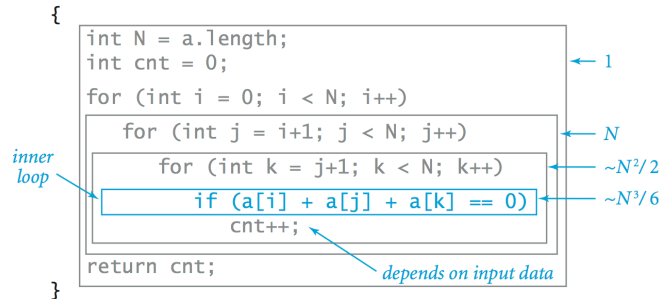 {
int N = a.length;
int cnt = 0;
1
for (int i = 0; i < N; i++)
for (int j = i+1; j < N; j++)
N
inner
loop
for (int k = j+1; k < N; k++)
~N²/2
if (a[i] + a[j] + a[k] == 0)
~N³/6
cnt++;
depends on input data
return cnt;
}